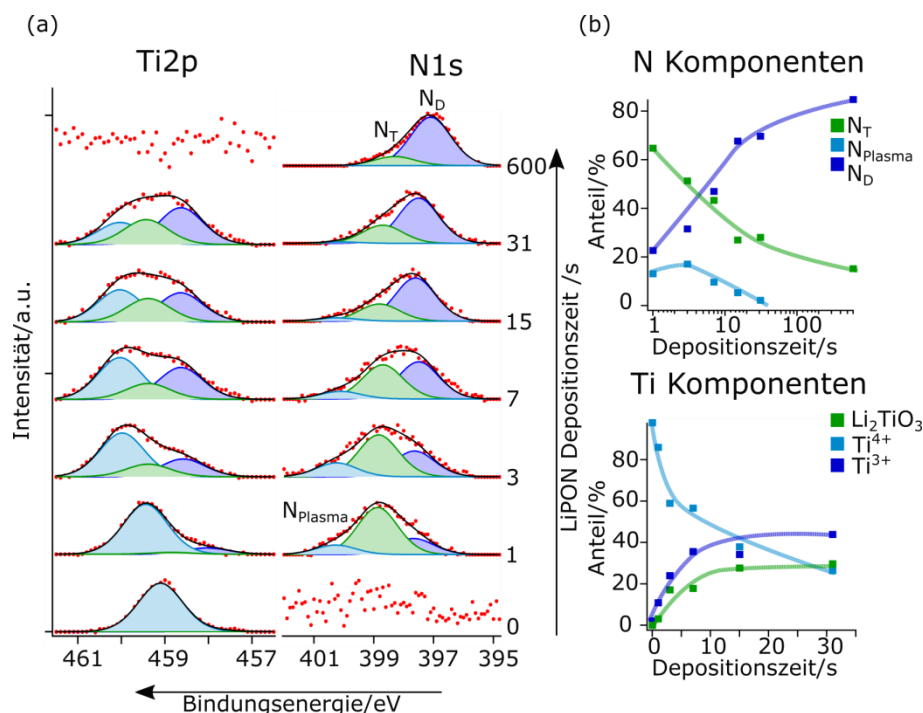 (a)
Ti2p
N1s
N_D
N_T
600
31
15
7
3
N_Plasma
1
0
461
459
457
401
399
397
395
Bindungsenergie/eV
Intensität/a.u.
LiPON Depositionszeit /s
(b)
N Komponenten
80
60
40
20
0
Anteil/%
N_T
N_Plasma
N_D
1
10
100
Depositionszeit/s
Ti Komponenten
80
60
40
20
0
Anteil/%
Li₂TiO₃
Ti⁴⁺
Ti³⁺
0
10
20
30
Depositionszeit/s